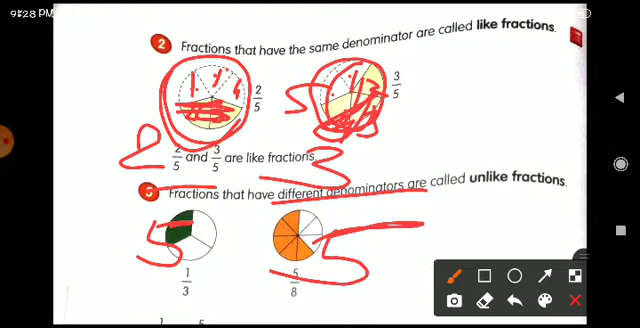 9:28 PM
2 Fractions that have the same denominator are called like fractions.
2/5
3/5
2/5 and 3/5 are like fractions.
Fractions that have different denominators are called unlike fractions.
1/3
5/8